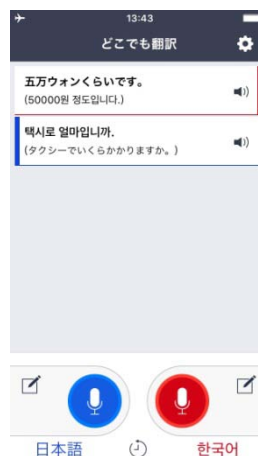 13:43
どこでも翻訳
五万ウォンくらいです。
(50000원 정도입니다.)
택시로 얼마입니까.
(タクシーでいくらかかりますか。)
日本語
한국어